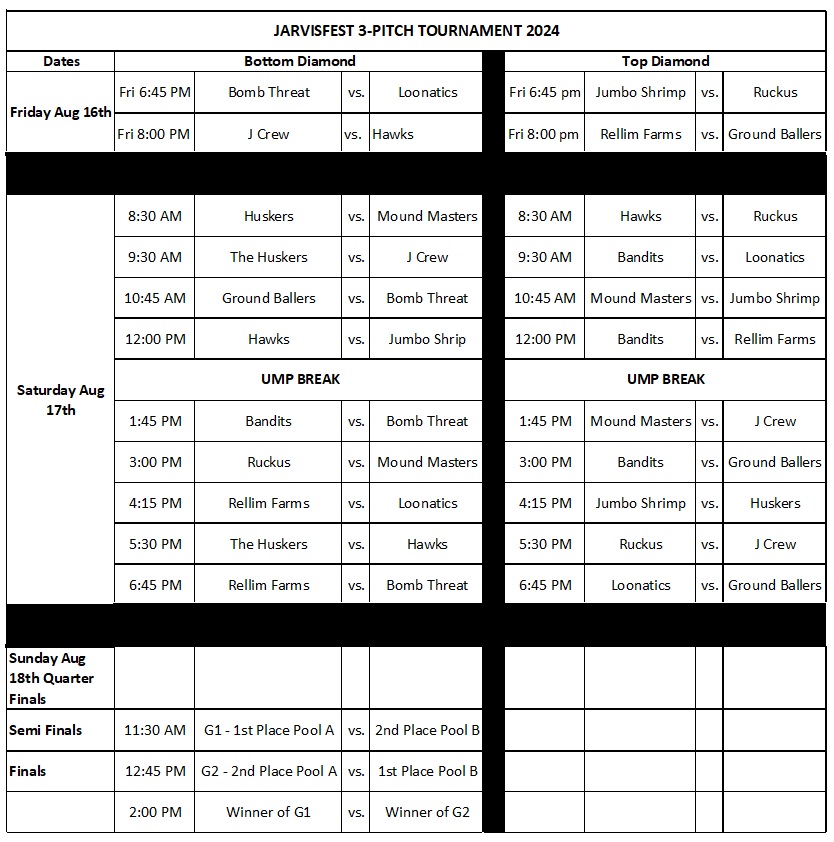 JARVISFEST 3-PITCH TOURNAMENT 2024
Dates Bottom Diamond Top Diamond
Friday Aug 16th
Fri 6:45 PM Bomb Threat vs. Loonatics Fri 6:45 pm Jumbo Shrimp vs. Ruckus
Fri 8:00 PM J Crew vs. Hawks Fri 8:00 pm Rellim Farms vs. Ground Ballers
Saturday Aug
17th
8:30 AM Huskers vs. Mound Masters 8:30 AM Hawks vs. Ruckus
9:30 AM The Huskers vs. J Crew 9:30 AM Bandits vs. Loonatics
10:45 AM Ground Ballers vs. Bomb Threat 10:45 AM Mound Masters vs. Jumbo Shrimp
12:00 PM Hawks vs. Jumbo Shrip 12:00 PM Bandits vs. Rellim Farms
UMP BREAK UMP BREAK
1:45 PM Bandits vs. Bomb Threat 1:45 PM Mound Masters vs. J Crew
3:00 PM Ruckus vs. Mound Masters 3:00 PM Bandits vs. Ground Ballers
4:15 PM Rellim Farms vs. Loonatics 4:15 PM Jumbo Shrimp vs. Huskers
5:30 PM The Huskers vs. Hawks 5:30 PM Ruckus vs. J Crew
6:45 PM Rellim Farms vs. Bomb Threat 6:45 PM Loonatics vs. Ground Ballers
Sunday Aug
18th Quarter
Finals
Semi Finals 11:30 AM G1 - 1st Place Pool A vs. 2nd Place Pool B
Finals 12:45 PM G2 - 2nd Place Pool A vs. 1st Place Pool B
2:00 PM Winner of G1 vs. Winner of G2